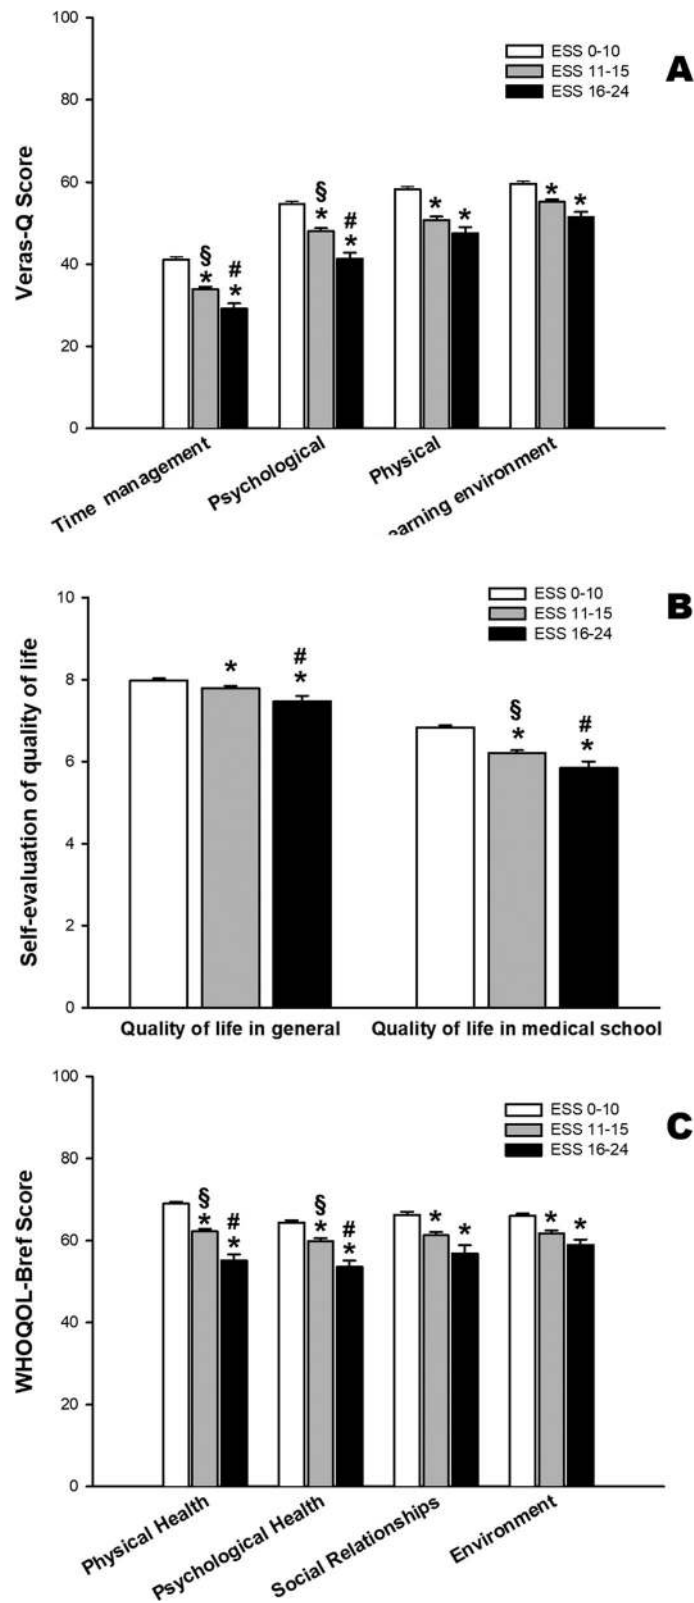 100
80
60
40
20
0
Veras-Q Score
ESS 0-10
ESS 11-15
ESS 16-24
A
§
*
#
*
§
*
#
*
*
*
*
*
Time management
Psychological
Physical
earning environment
10
8
6
4
2
0
Self-evaluation of quality of life
ESS 0-10
ESS 11-15
ESS 16-24
B
*
#
*
§
*
#
*
Quality of life in general
Quality of life in medical school
100
80
60
40
20
0
WHOQOL-Bref Score
ESS 0-10
ESS 11-15
ESS 16-24
C
§
*
#
*
§
*
#
*
*
*
*
*
Physical Health
Psychological Health
Social Relationships
Environment